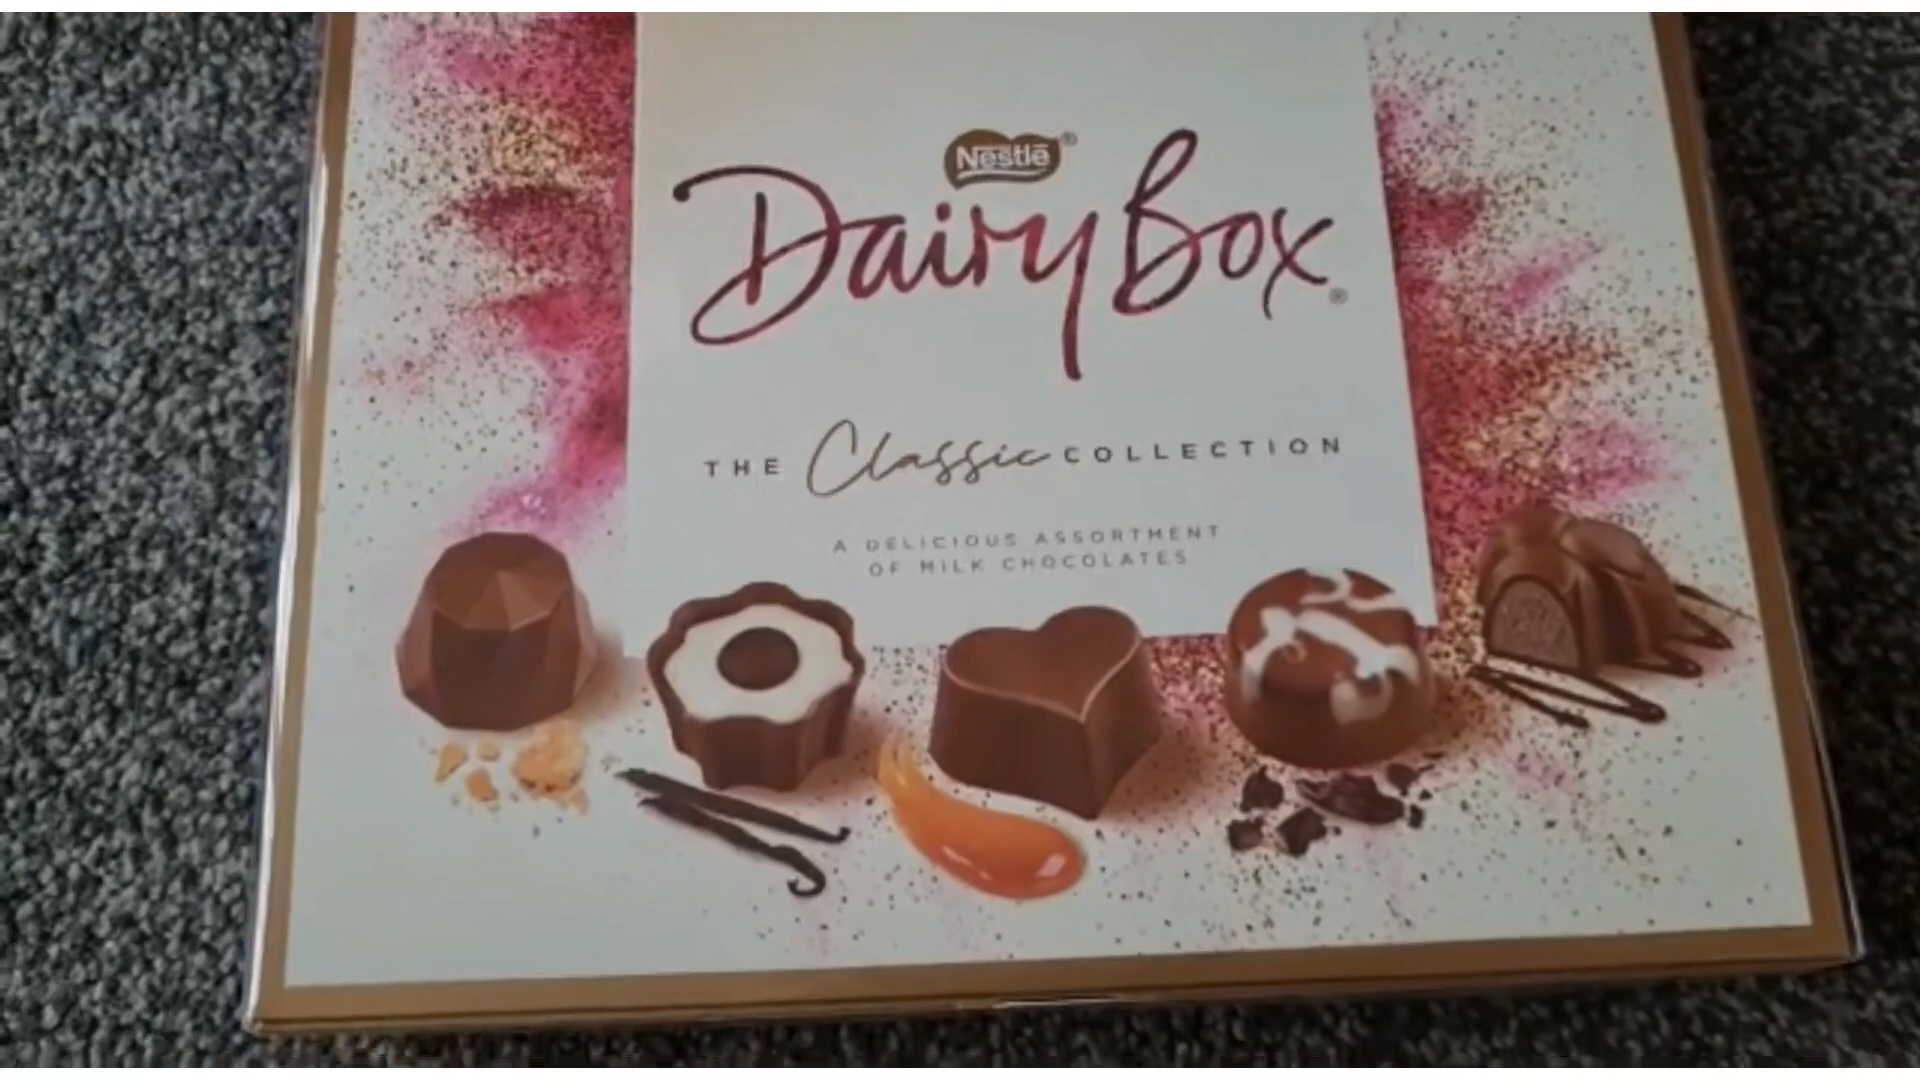 Nestlé®
Dairy Box®
THE Classic COLLECTION
A DELICIOUS ASSORTMENT
OF MILK CHOCOLATES